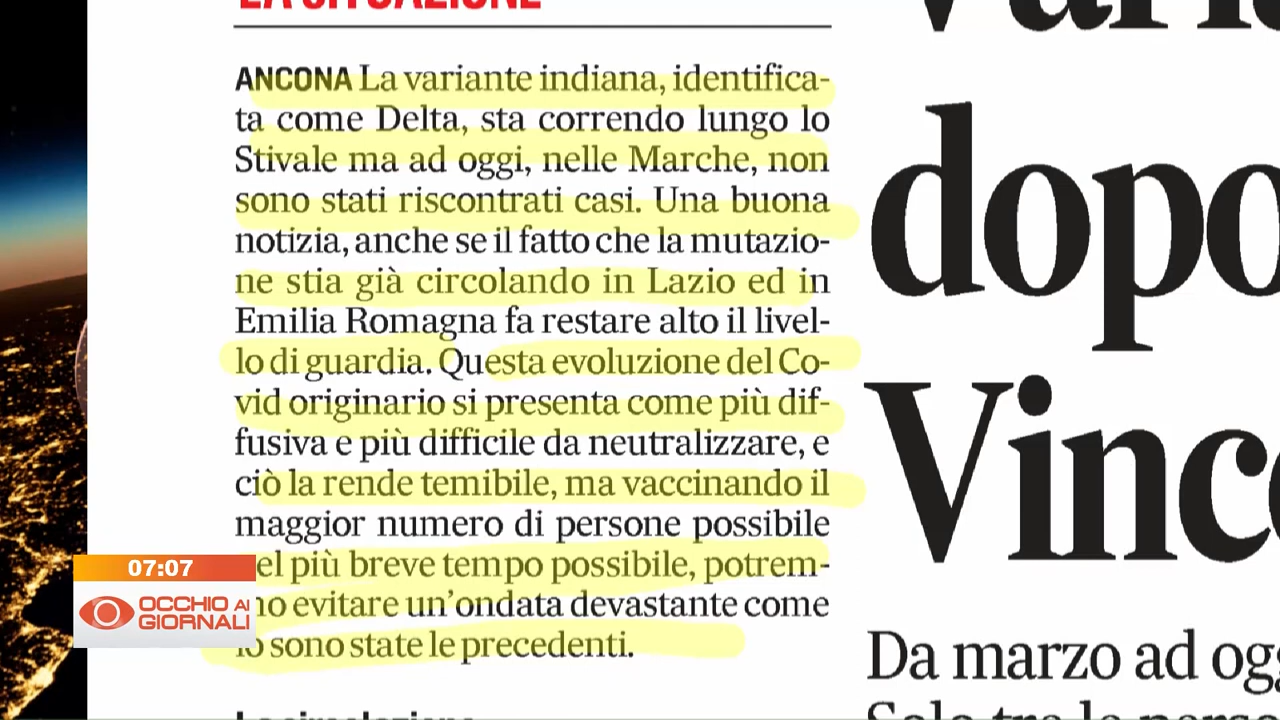 LA SITUAZIONE
ANCONA La variante indiana, identifica-
ta come Delta, sta correndo lungo lo
Stivale ma ad oggi, nelle Marche, non
sono stati riscontrati casi. Una buona
notizia, anche se il fatto che la mutazio-
ne stia già circolando in Lazio ed in
Emilia Romagna fa restare alto il livel-
lo di guardia. Questa evoluzione del Co-
vid originario si presenta come più dif-
fusiva e più difficile da neutralizzare, e
ciò la rende temibile, ma vaccinando il
maggior numero di persone possibile
el più breve tempo possibile, potrem-
no evitare un'ondata devastante come
lo sono state le precedenti.
dopo
Vince
Da marzo ad ogg
07:07
OCCHIO AI
GIORNALI